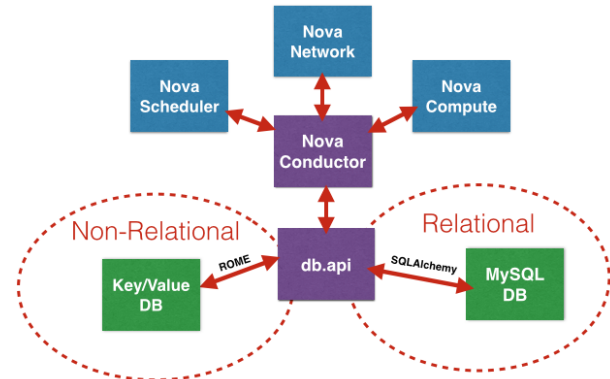 Nova
Network
Nova
Scheduler
Nova
Compute
Nova
Conductor
Non-Relational
Relational
ROME
db.api
SQLAlchemy
Key/Value
DB
MySQL
DB